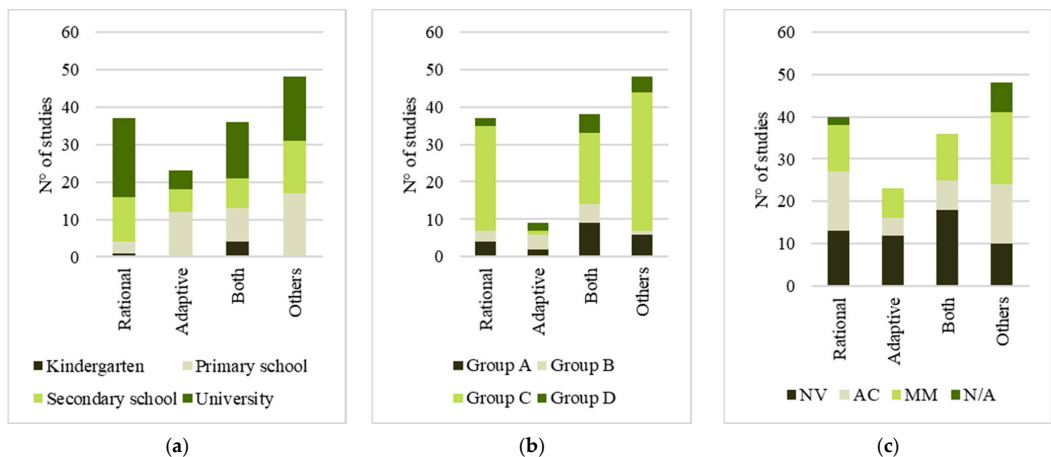 60
50
40
30
20
10
0
N° of studies
Rational
Adaptive
Both
Others
Kindergarten
Primary school
Secondary school
University
(a)
60
50
40
30
20
10
0
N° of studies
Rational
Adaptive
Both
Others
Group A
Group B
Group C
Group D
(b)
60
50
40
30
20
10
0
N° of studies
Rational
Adaptive
Both
Others
NV
AC
MM
N/A
(c)